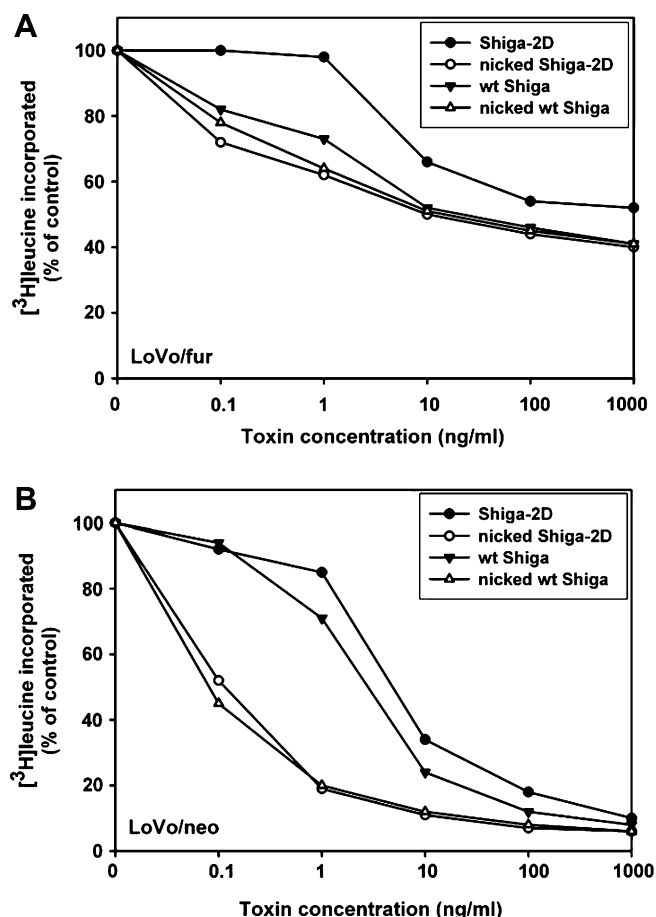 A
[3H]leucine incorporated
(% of control)
100
80
60
40
20
0
Shiga-2D
nicked Shiga-2D
wt Shiga
nicked wt Shiga
LoVo/fur
0 0.1 1 10 100 1000
Toxin concentration (ng/ml)
B
[3H]leucine incorporated
(% of control)
100
80
60
40
20
0
Shiga-2D
nicked Shiga-2D
wt Shiga
nicked wt Shiga
LoVo/neo
0 0.1 1 10 100 1000
Toxin concentration (ng/ml)